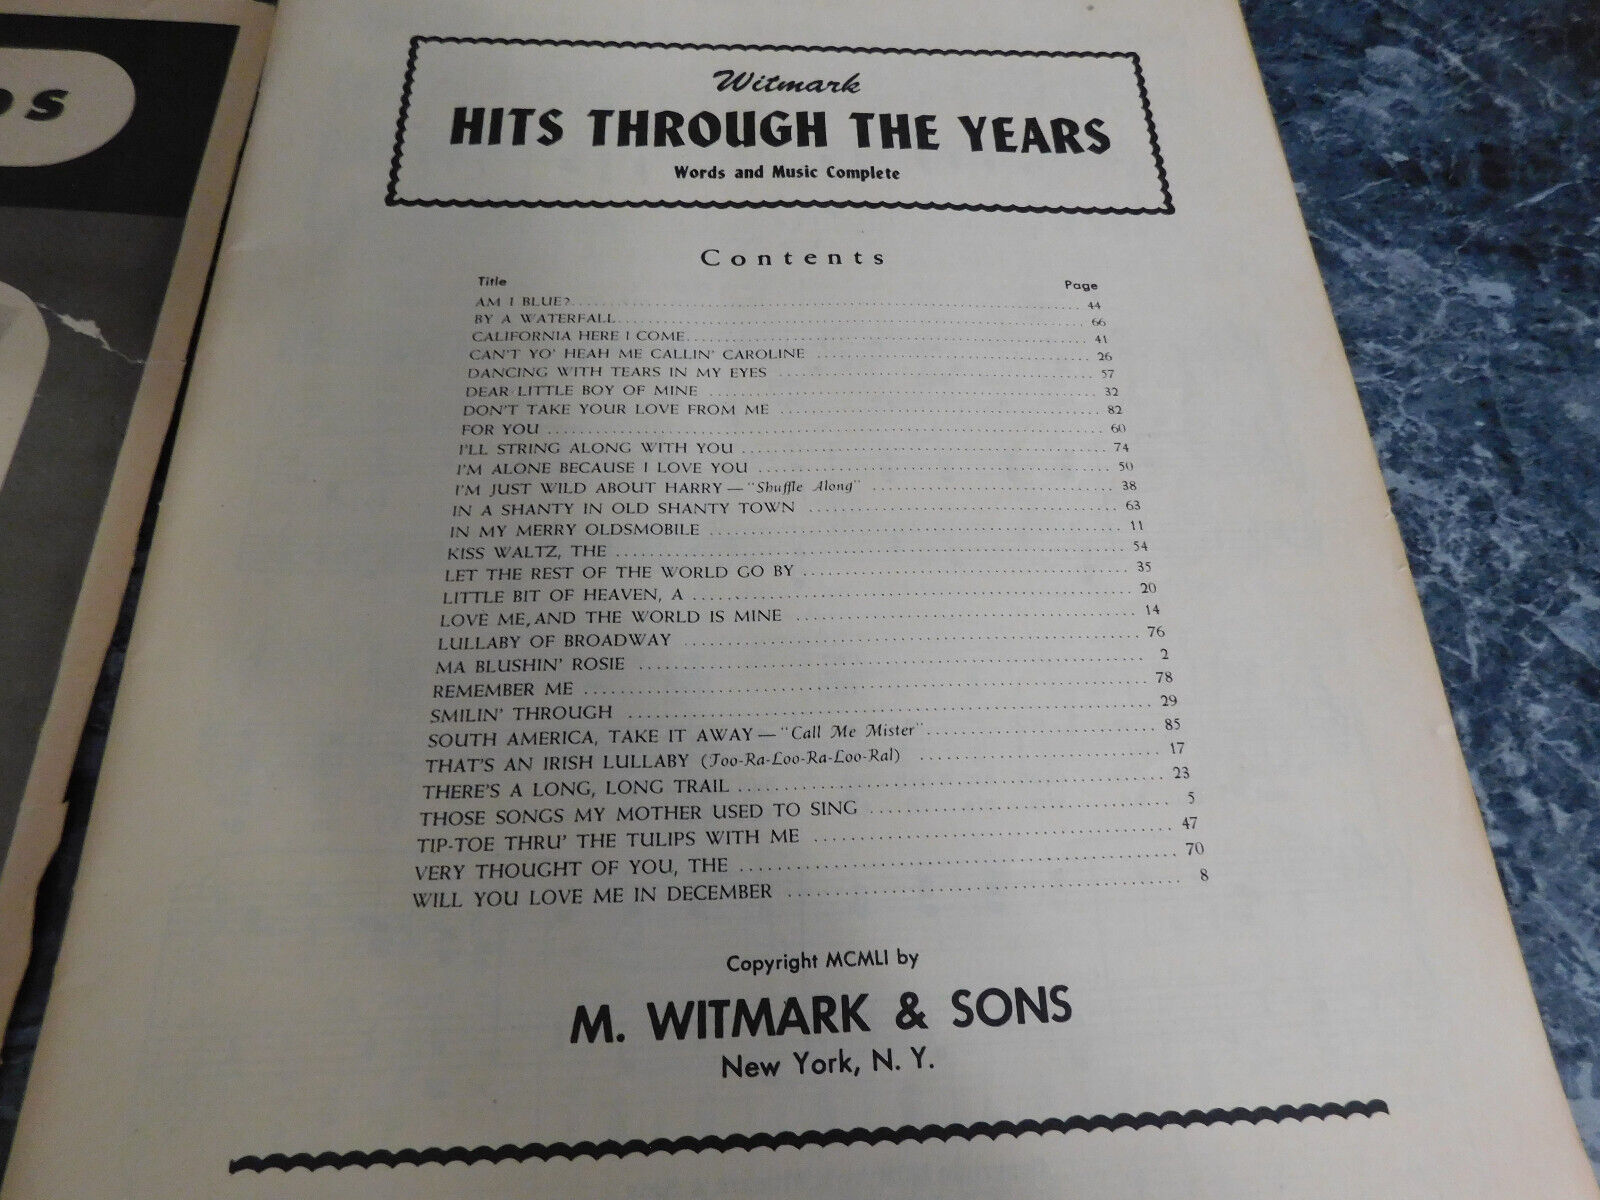 DS
Witmark
HITS THROUGH THE YEARS
Words and Music Complete
Contents
Title Page
AM I BLUE? 44
BY A WATERFALL 66
CALIFORNIA HERE I COME 41
CAN'T YO' HEAH ME CALLIN' CAROLINE 26
DANCING WITH TEARS IN MY EYES 57
DEAR LITTLE BOY OF MINE 32
DON'T TAKE YOUR LOVE FROM ME 82
FOR YOU 60
I'LL STRING ALONG WITH YOU 74
I'M ALONE BECAUSE I LOVE YOU 50
I'M JUST WILD ABOUT HARRY — "Shuffle Along" 38
IN A SHANTY IN OLD SHANTY TOWN 63
IN MY MERRY OLDSMOBILE 11
KISS WALTZ, THE 54
LET THE REST OF THE WORLD GO BY 35
LITTLE BIT OF HEAVEN, A 20
LOVE ME, AND THE WORLD IS MINE 14
LULLABY OF BROADWAY 76
MA BLUSHIN' ROSIE 2
REMEMBER ME 78
SMILIN' THROUGH 29
SOUTH AMERICA, TAKE IT AWAY — "Call Me Mister" 85
THAT'S AN IRISH LULLABY (Too-Ra-Loo-Ra-Loo-Ral) 17
THERE'S A LONG, LONG TRAIL 23
THOSE SONGS MY MOTHER USED TO SING 5
TIP-TOE THRU' THE TULIPS WITH ME 47
VERY THOUGHT OF YOU, THE 70
WILL YOU LOVE ME IN DECEMBER 8
Copyright MCMLI by
M. WITMARK & SONS
New York, N. Y.